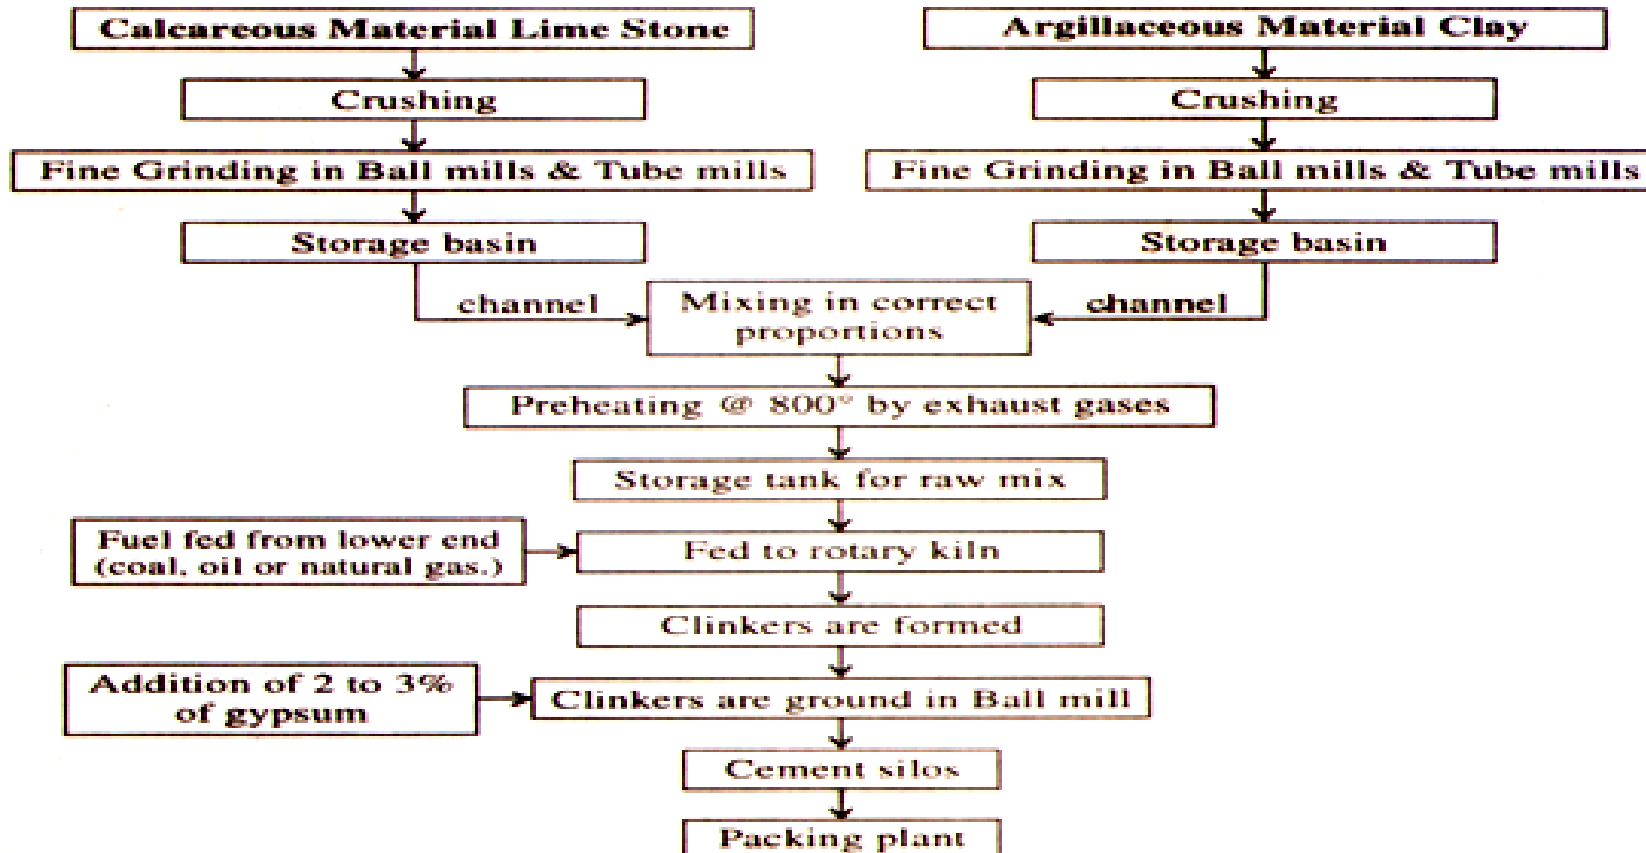 Calcareous Material Lime Stone
Argillaceous Material Clay
Crushing
Crushing
Fine Grinding in Ball mills & Tube mills
Fine Grinding in Ball mills & Tube mills
Storage basin
Storage basin
channel
Mixing in correct
proportions
channel
Preheating @ 800° by exhaust gases
Storage tank for raw mix
Fuel fed from lower end
(coal, oil or natural gas.)
Fed to rotary kiln
Clinkers are formed
Addition of 2 to 3%
of gypsum
Clinkers are ground in Ball mill
Cement silos
Packing plant